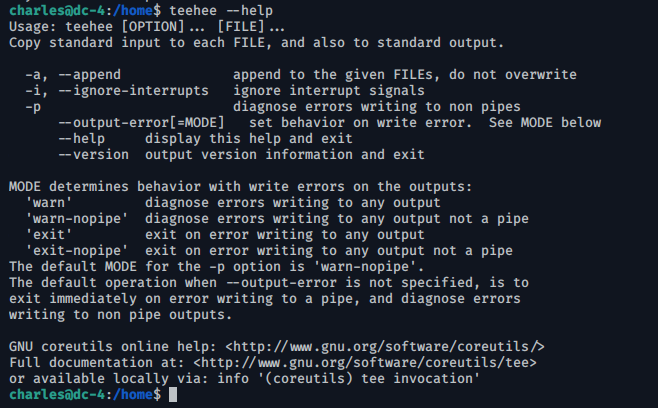 charles@dc-4:/home$ teehee --help
Usage: teehee [OPTION]... [FILE]...
Copy standard input to each FILE, and also to standard output.

  -a, --append              append to the given FILEs, do not overwrite
  -i, --ignore-interrupts   ignore interrupt signals
  -p                        diagnose errors writing to non pipes
      --output-error[=MODE]   set behavior on write error.  See MODE below
      --help     display this help and exit
      --version  output version information and exit

MODE determines behavior with write errors on the outputs:
  'warn'         diagnose errors writing to any output
  'warn-nopipe'  diagnose errors writing to any output not a pipe
  'exit'         exit on error writing to any output
  'exit-nopipe'  exit on error writing to any output not a pipe
The default MODE for the -p option is 'warn-nopipe'.
The default operation when --output-error is not specified, is to
exit immediately on error writing to a pipe, and diagnose errors
writing to non pipe outputs.

GNU coreutils online help: <http://www.gnu.org/software/coreutils/>
Full documentation at: <http://www.gnu.org/software/coreutils/tee>
or available locally via: info '(coreutils) tee invocation'
charles@dc-4:/home$